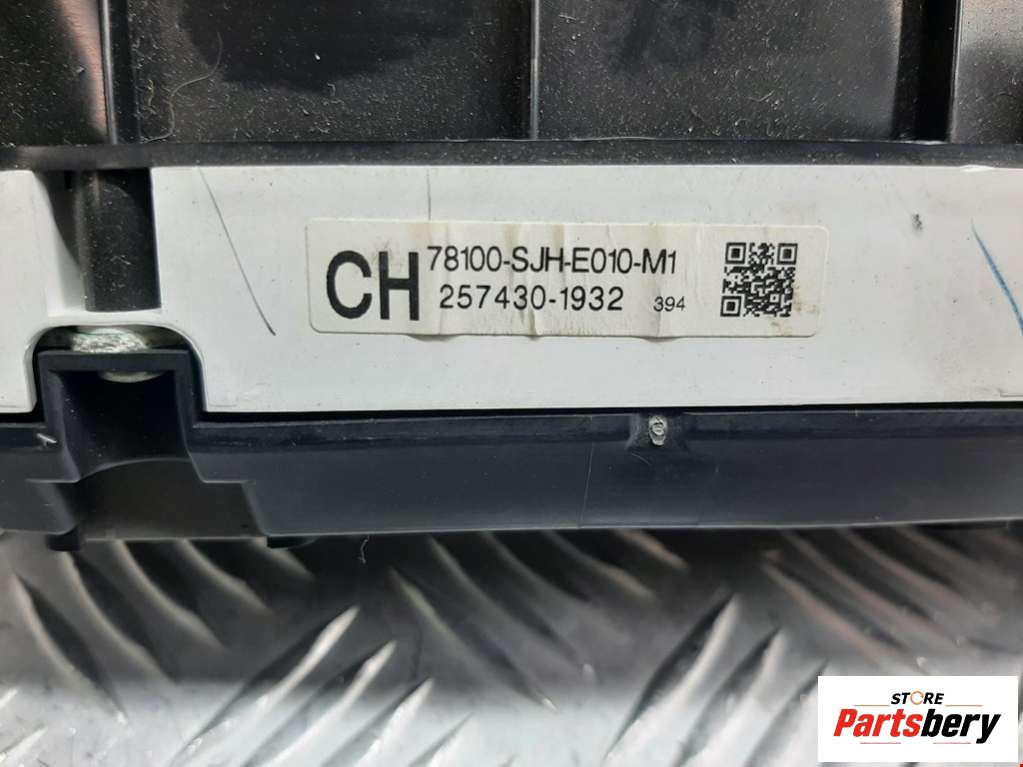 CH
78100-SJH-E010-M1
257430-1932 394
STORE
Partsbery